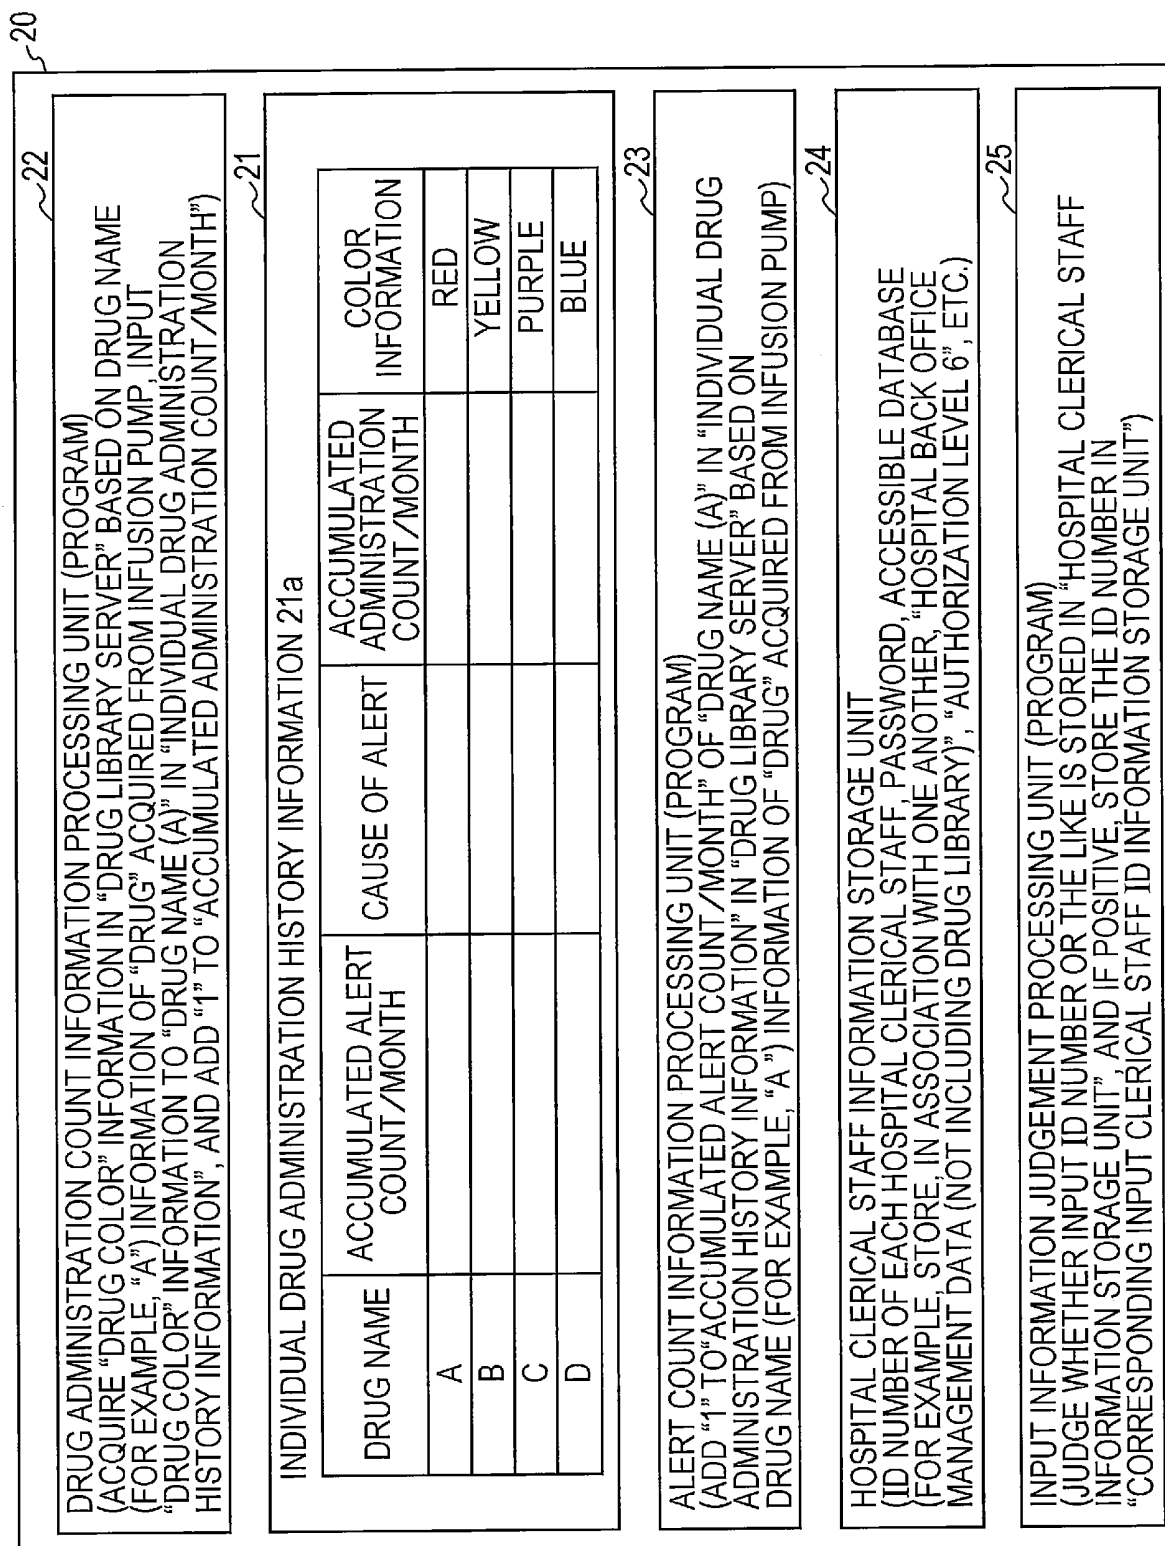 20
22
DRUG ADMINISTRATION COUNT INFORMATION PROCESSING UNIT (PROGRAM)
(ACQUIRE “DRUG COLOR” INFORMATION IN “DRUG LIBRARY SERVER” BASED ON DRUG NAME
(FOR EXAMPLE, “A”) INFORMATION OF “DRUG” ACQUIRED FROM INFUSION PUMP, INPUT
“DRUG COLOR” INFORMATION TO “DRUG NAME (A)” IN “INDIVIDUAL DRUG ADMINISTRATION
HISTORY INFORMATION”, AND ADD “1” TO “ACCUMULATED ADMINISTRATION COUNT/MONTH”)
21
INDIVIDUAL DRUG ADMINISTRATION HISTORY INFORMATION 21a
DRUG NAME
ACCUMULATED ALERT
COUNT/MONTH
CAUSE OF ALERT
ACCUMULATED
ADMINISTRATION
COUNT/MONTH
COLOR
INFORMATION
A
RED
B
YELLOW
C
PURPLE
D
BLUE
23
ALERT COUNT INFORMATION PROCESSING UNIT (PROGRAM)
(ADD “1” TO“ACCUMULATED ALERT COUNT/MONTH” OF “DRUG NAME (A)” IN “INDIVIDUAL DRUG
ADMINISTRATION HISTORY INFORMATION” IN “DRUG LIBRARY SERVER” BASED ON
DRUG NAME (FOR EXAMPLE, “A”) INFORMATION OF “DRUG” ACQUIRED FROM INFUSION PUMP)
24
HOSPITAL CLERICAL STAFF INFORMATION STORAGE UNIT
(ID NUMBER OF EACH HOSPITAL CLERICAL STAFF, PASSWORD, ACCESSIBLE DATABASE
(FOR EXAMPLE, STORE, IN ASSOCIATION WITH ONE ANOTHER, “HOSPITAL BACK OFFICE
MANAGEMENT DATA (NOT INCLUDING DRUG LIBRARY)”, “AUTHORIZATION LEVEL 6”, ETC.)
25
INPUT INFORMATION JUDGEMENT PROCESSING UNIT (PROGRAM)
(JUDGE WHETHER INPUT ID NUMBER OR THE LIKE IS STORED IN “HOSPITAL CLERICAL STAFF
INFORMATION STORAGE UNIT”, AND IF POSITIVE, STORE THE ID NUMBER IN
“CORRESPONDING INPUT CLERICAL STAFF ID INFORMATION STORAGE UNIT”)